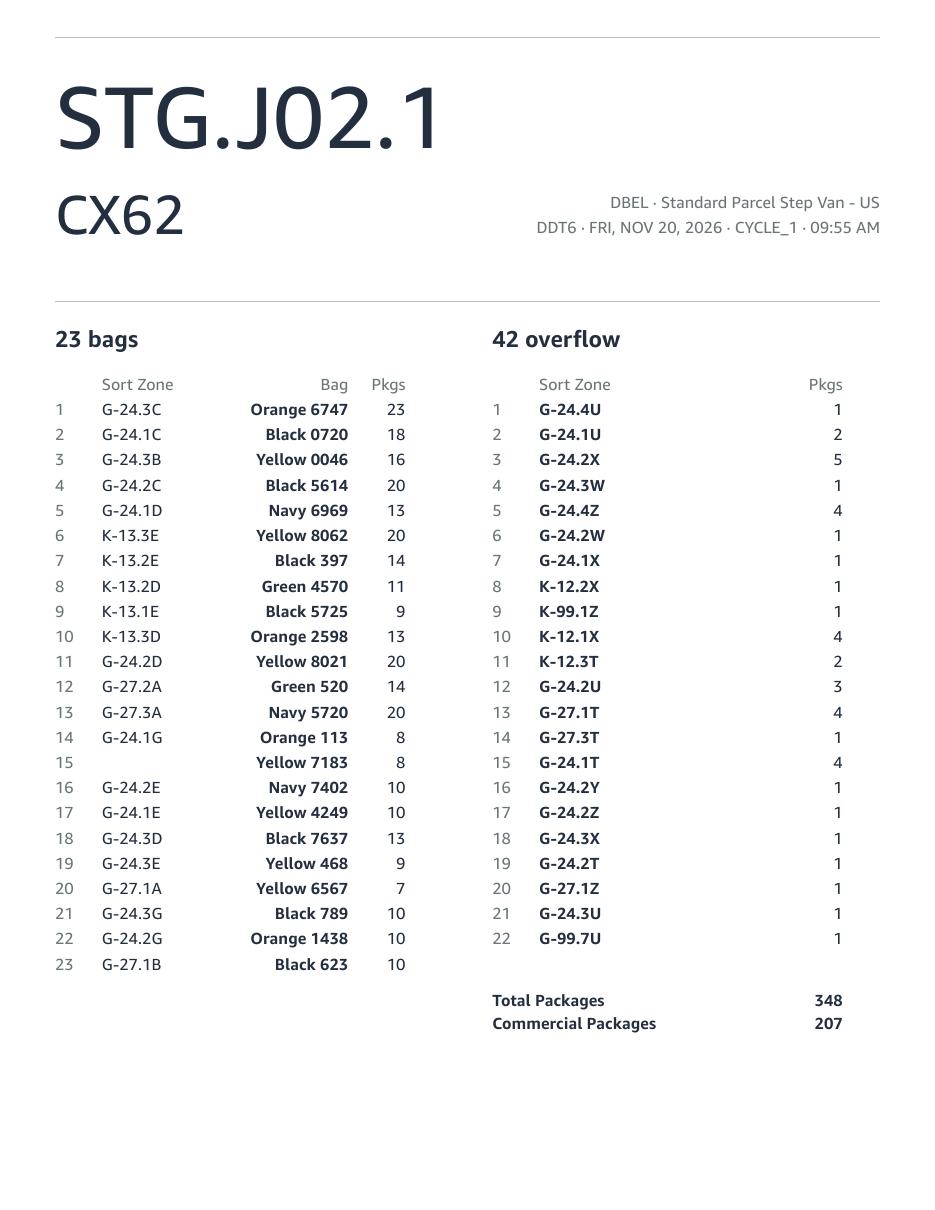 STG.J02.1
CX62
DBEL · Standard Parcel Step Van - US
DDT6 · FRI, NOV 20, 2026 · CYCLE_1 · 09:55 AM
23 bags
Sort Zone Bag Pkgs
1 G-24.3C Orange 6747 23
2 G-24.1C Black 0720 18
3 G-24.3B Yellow 0046 16
4 G-24.2C Black 5614 20
5 G-24.1D Navy 6969 13
6 K-13.3E Yellow 8062 20
7 K-13.2E Black 397 14
8 K-13.2D Green 4570 11
9 K-13.1E Black 5725 9
10 K-13.3D Orange 2598 13
11 G-24.2D Yellow 8021 20
12 G-27.2A Green 520 14
13 G-27.3A Navy 5720 20
14 G-24.1G Orange 113 8
15 Yellow 7183 8
16 G-24.2E Navy 7402 10
17 G-24.1E Yellow 4249 10
18 G-24.3D Black 7637 13
19 G-24.3E Yellow 468 9
20 G-27.1A Yellow 6567 7
21 G-24.3G Black 789 10
22 G-24.2G Orange 1438 10
23 G-27.1B Black 623 10
42 overflow
Sort Zone Pkgs
1 G-24.4U 1
2 G-24.1U 2
3 G-24.2X 5
4 G-24.3W 1
5 G-24.4Z 4
6 G-24.2W 1
7 G-24.1X 1
8 K-12.2X 1
9 K-99.1Z 1
10 K-12.1X 4
11 K-12.3T 2
12 G-24.2U 3
13 G-27.1T 4
14 G-27.3T 1
15 G-24.1T 4
16 G-24.2Y 1
17 G-24.2Z 1
18 G-24.3X 1
19 G-24.2T 1
20 G-27.1Z 1
21 G-24.3U 1
22 G-99.7U 1
Total Packages 348
Commercial Packages 207